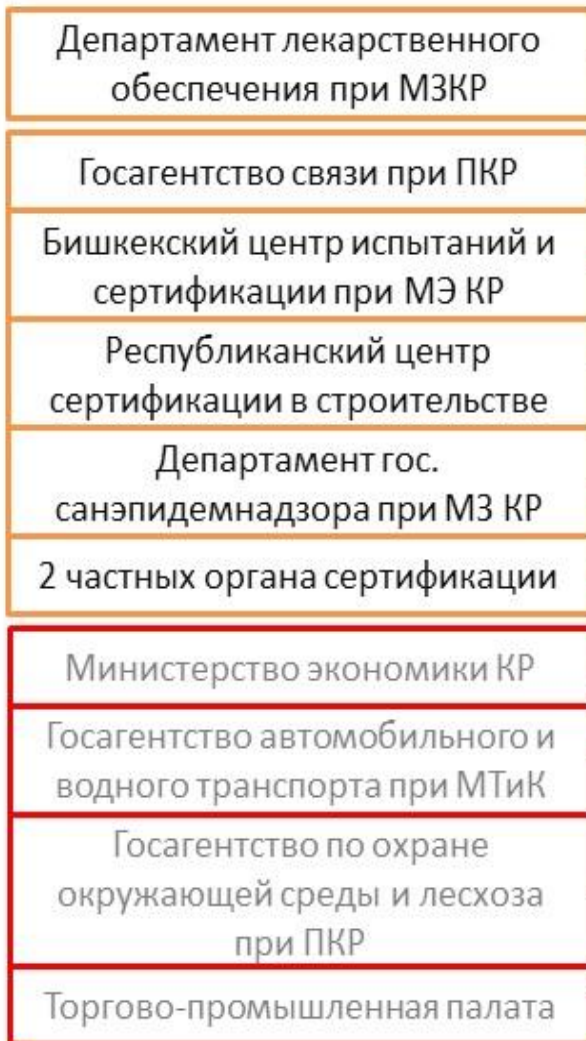 Департамент лекарственного
обеспечения при МЗКР
Госагентство связи при ПКР
Бишкекский центр испытаний и
сертификации при МЭ КР
Республиканский центр
сертификации в строительстве
Департамент гос.
санэпидемнадзора при МЗ КР
2 частных органа сертификации
Министерство экономики КР
Госагентство автомобильного и
водного транспорта при МТиК
Госагентство по охране
окружающей среды и лесхоза
при ПКР
Торгово-промышленная палата